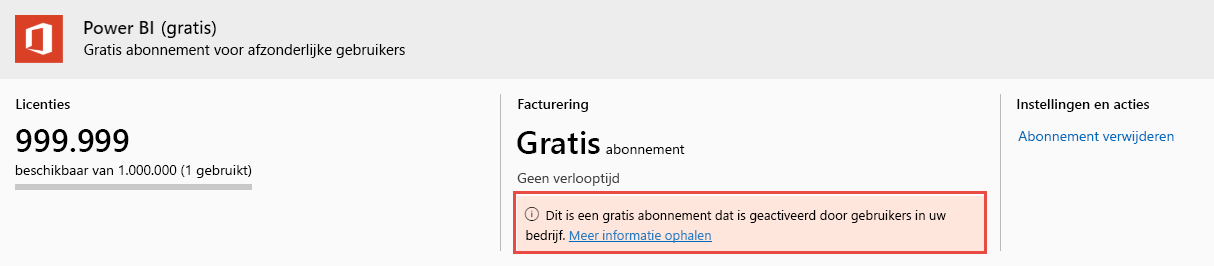 Power BI (gratis)
Gratis abonnement voor afzonderlijke gebruikers
Licenties
999.999
beschikbaar van 1.000.000 (1 gebruikt)
Facturering
Gratis abonnement
Geen verlooptijd
Dit is een gratis abonnement dat is geactiveerd door gebruikers in uw
bedrijf. Meer informatie ophalen
Instellingen en acties
Abonnement verwijderen